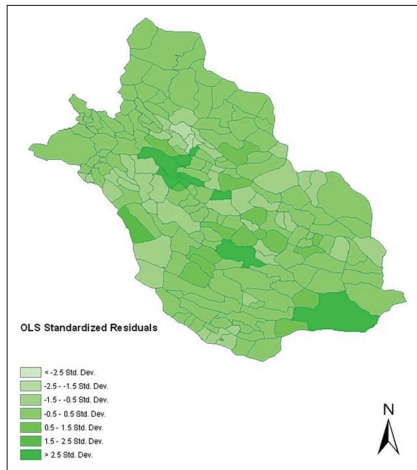 OLS Standardized Residuals
< -2.5 Std. Dev.
-2.5 - -1.5 Std. Dev.
-1.5 - -0.5 Std. Dev.
-0.5 - 0.5 Std. Dev.
0.5 - 1.5 Std. Dev.
1.5 - 2.5 Std. Dev.
> 2.5 Std. Dev.
N